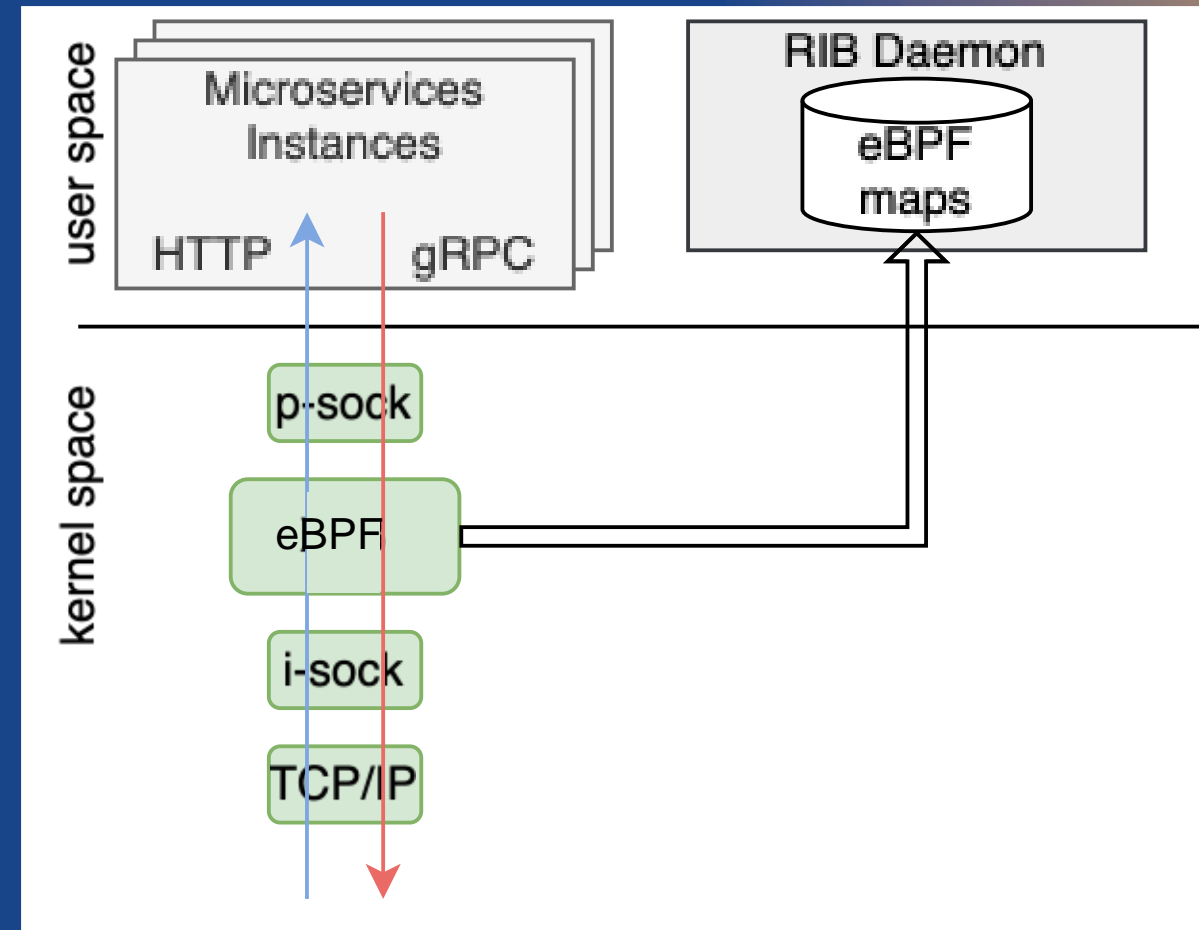 user space
Microservices
Instances
HTTP
gRPC
RIB Daemon
eBPF
maps
kernel space
p-sock
eBPF
i-sock
TCP/IP